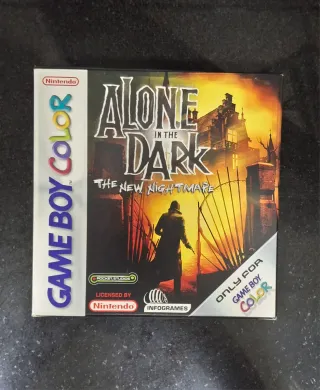 Nintendo
GAME BOY COLOR
ALONE
IN THE
DARK
THE NEW NIGHTMARE
LICENSED BY
Nintendo
INFOGRAMES
ONLY FOR
GAME BOY
COLOR